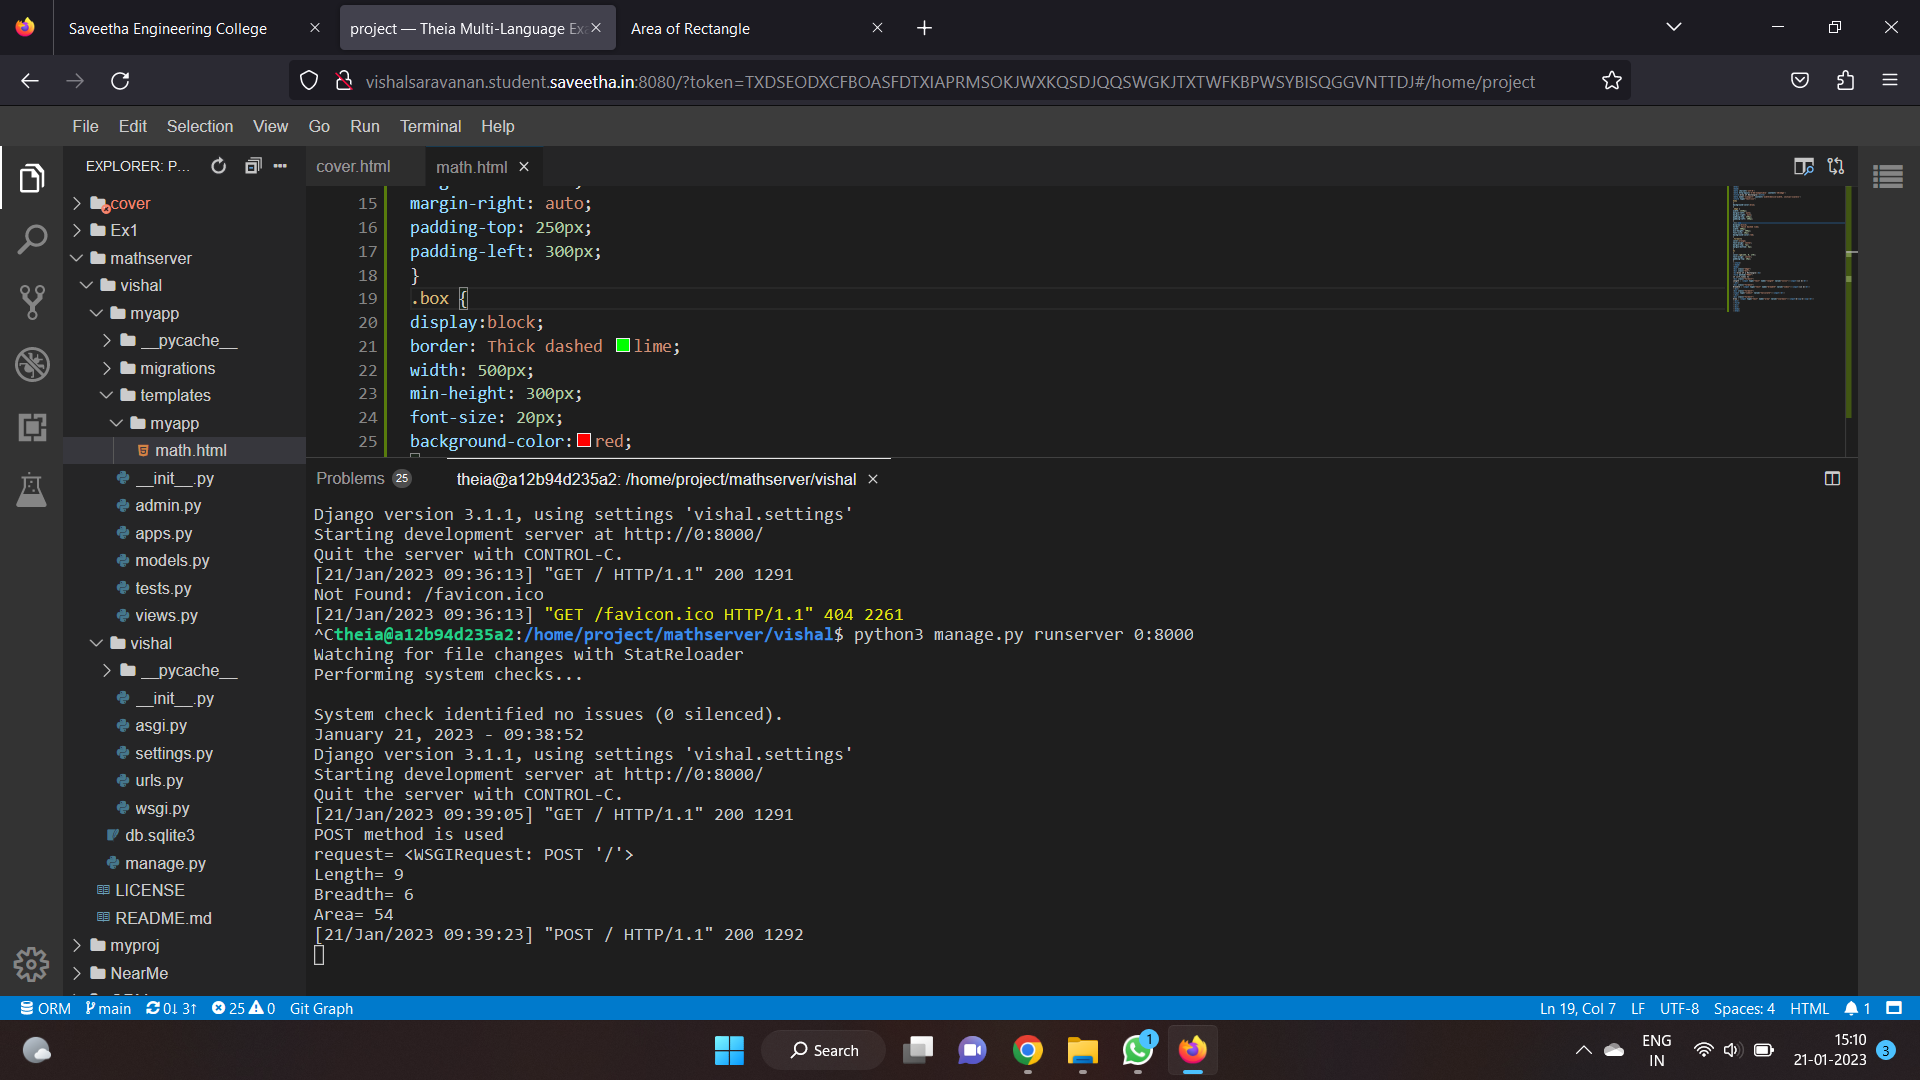 Saveetha Engineering College
project — Theia Multi-Language Ex
Area of Rectangle
vishalsaravanan.student.saveetha.in:8080/?token=TXDSEODXCFBOASFDTXIAPRMSOKJWXKQSDJQQSWGKJTXTWFKBPWSYBISQGGVNTTDJ#/home/project
File Edit Selection View Go Run Terminal Help
EXPLORER: P...
cover.html
math.html
cover
Ex1
mathserver
vishal
myapp
__pycache__
migrations
templates
myapp
math.html
__init__.py
admin.py
apps.py
models.py
tests.py
views.py
vishal
__pycache__
__init__.py
asgi.py
settings.py
urls.py
wsgi.py
db.sqlite3
manage.py
LICENSE
README.md
myproj
NearMe
15 margin-right: auto;
16 padding-top: 250px;
17 padding-left: 300px;
18 }
19 .box {
20 display:block;
21 border: Thick dashed lime;
22 width: 500px;
23 min-height: 300px;
24 font-size: 20px;
25 background-color: red;
Problems 25
theia@a12b94d235a2: /home/project/mathserver/vishal
Django version 3.1.1, using settings 'vishal.settings'
Starting development server at http://0:8000/
Quit the server with CONTROL-C.
[21/Jan/2023 09:36:13] "GET / HTTP/1.1" 200 1291
Not Found: /favicon.ico
[21/Jan/2023 09:36:13] "GET /favicon.ico HTTP/1.1" 404 2261
^Ctheia@a12b94d235a2:/home/project/mathserver/vishal$ python3 manage.py runserver 0:8000
Watching for file changes with StatReloader
Performing system checks...
System check identified no issues (0 silenced).
January 21, 2023 - 09:38:52
Django version 3.1.1, using settings 'vishal.settings'
Starting development server at http://0:8000/
Quit the server with CONTROL-C.
[21/Jan/2023 09:39:05] "GET / HTTP/1.1" 200 1291
POST method is used
request= <WSGIRequest: POST '/'>
Length= 9
Breadth= 6
Area= 54
[21/Jan/2023 09:39:23] "POST / HTTP/1.1" 200 1292
ORM main 0↓ 3↑ 25 0 Git Graph
Ln 19, Col 7 LF UTF-8 Spaces: 4 HTML 1
Search
1
ENG
IN
15:10
21-01-2023
3